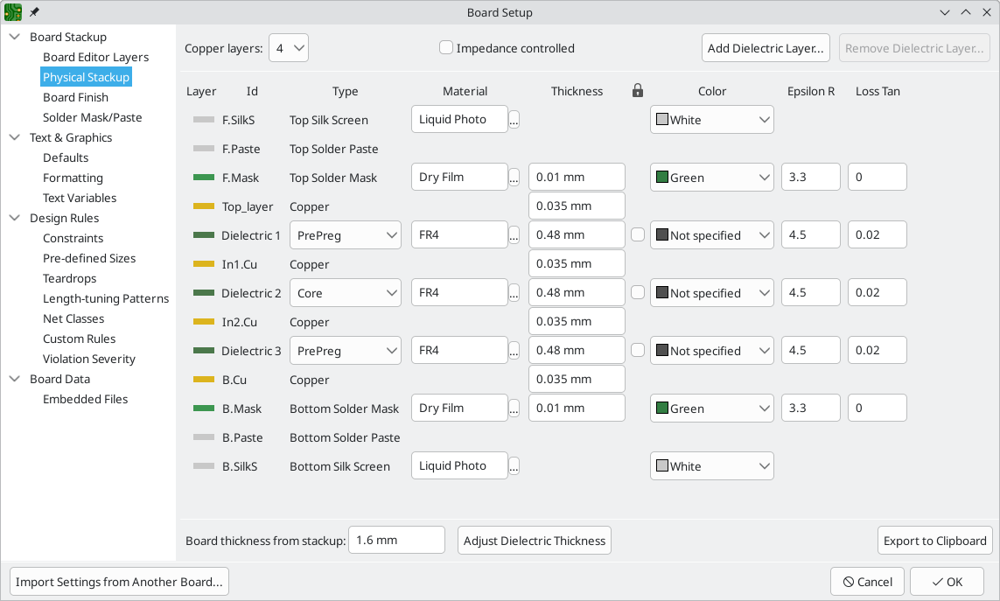 Board Setup
Board Stackup
Board Editor Layers
Physical Stackup
Board Finish
Solder Mask/Paste
Text & Graphics
Defaults
Formatting
Text Variables
Design Rules
Constraints
Pre-defined Sizes
Teardrops
Length-tuning Patterns
Net Classes
Custom Rules
Violation Severity
Board Data
Embedded Files
Copper layers: 4 Impedance controlled Add Dielectric Layer... Remove Dielectric Layer...
Layer Id Type Material Thickness Color Epsilon R Loss Tan
F.SilkS Top Silk Screen Liquid Photo ... White
F.Paste Top Solder Paste
F.Mask Top Solder Mask Dry Film ... 0.01 mm Green 3.3 0
Top_layer Copper 0.035 mm
Dielectric 1 PrePreg FR4 ... 0.48 mm Not specified 4.5 0.02
In1.Cu Copper 0.035 mm
Dielectric 2 Core FR4 ... 0.48 mm Not specified 4.5 0.02
In2.Cu Copper 0.035 mm
Dielectric 3 PrePreg FR4 ... 0.48 mm Not specified 4.5 0.02
B.Cu Copper 0.035 mm
B.Mask Bottom Solder Mask Dry Film ... 0.01 mm Green 3.3 0
B.Paste Bottom Solder Paste
B.SilkS Bottom Silk Screen Liquid Photo ... White
Board thickness from stackup: 1.6 mm Adjust Dielectric Thickness Export to Clipboard
Import Settings from Another Board... Cancel OK